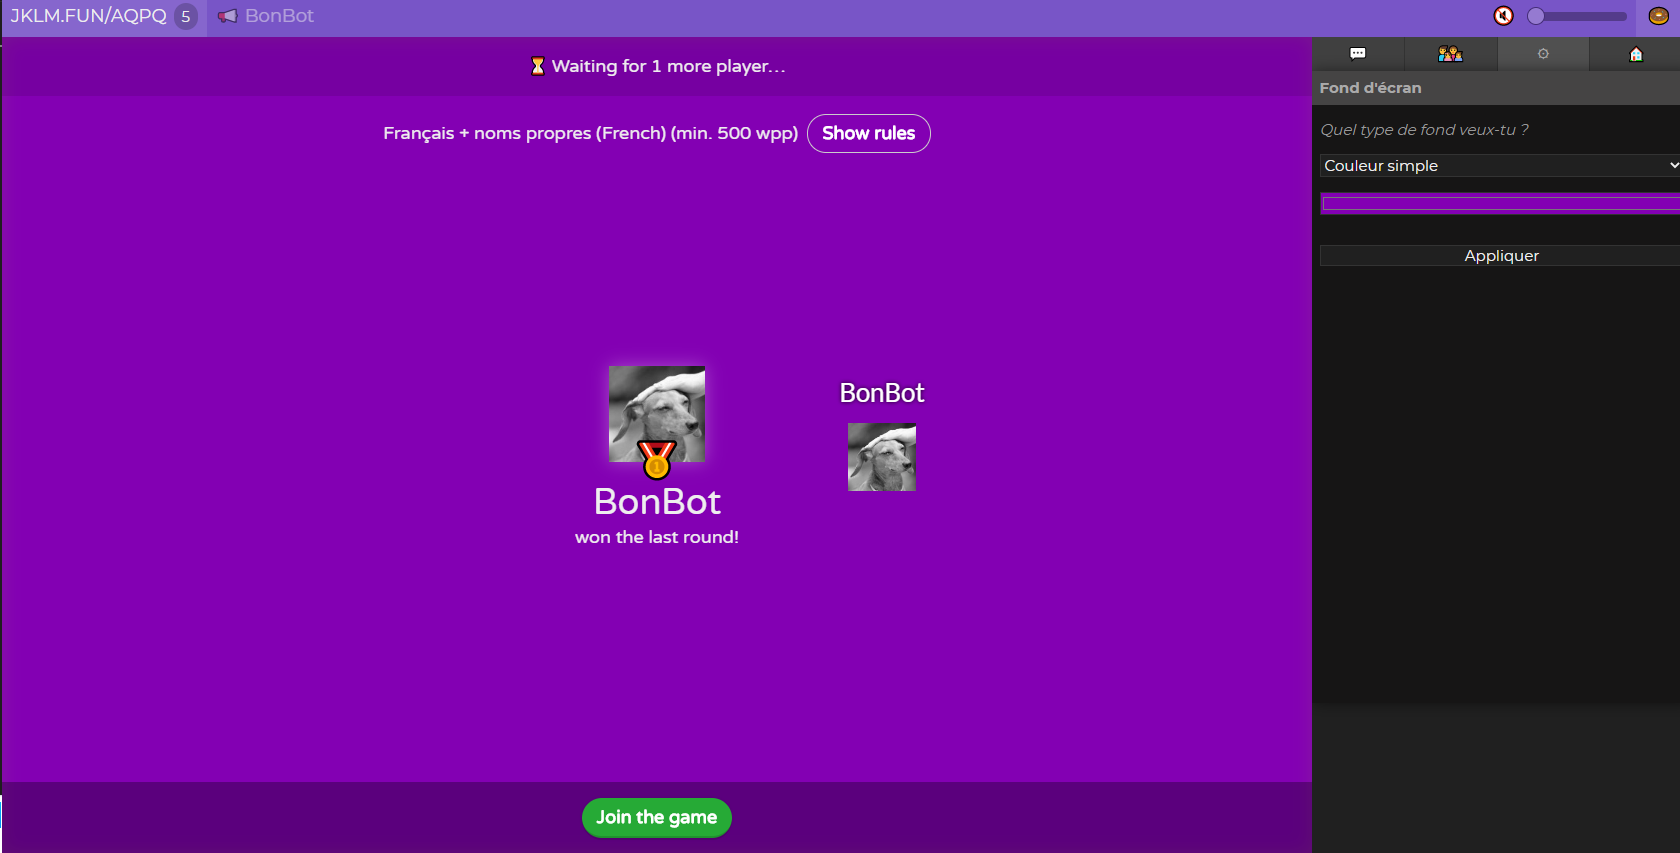 JKLM.FUN/AQPQ 5 BonBot
Waiting for 1 more player...
Français + noms propres (French) (min. 500 wpp) Show rules
BonBot
won the last round!
BonBot
Join the game
Fond d'écran
Quel type de fond veux-tu ?
Couleur simple
Appliquer